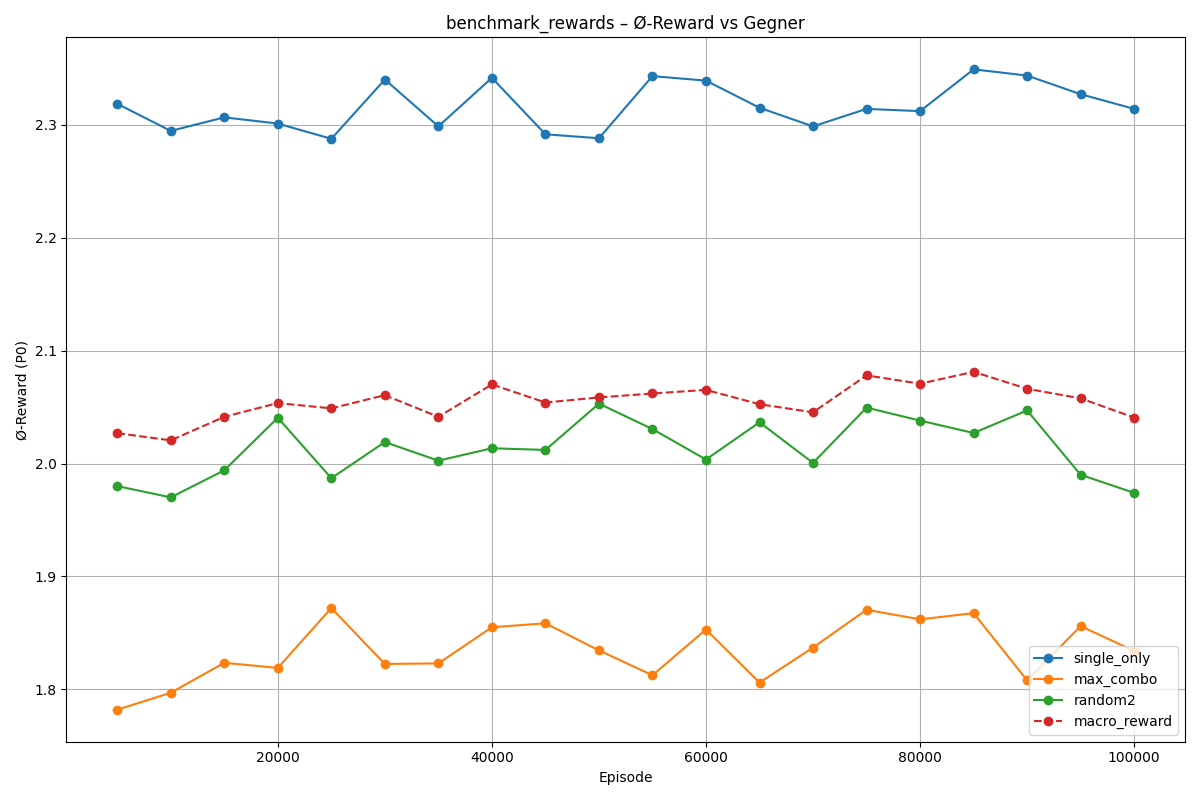 benchmark_rewards – Ø-Reward vs Gegner
Ø-Reward (P0)
2.3
2.2
2.1
2.0
1.9
1.8
20000
40000
60000
80000
100000
Episode
single_only
max_combo
random2
macro_reward